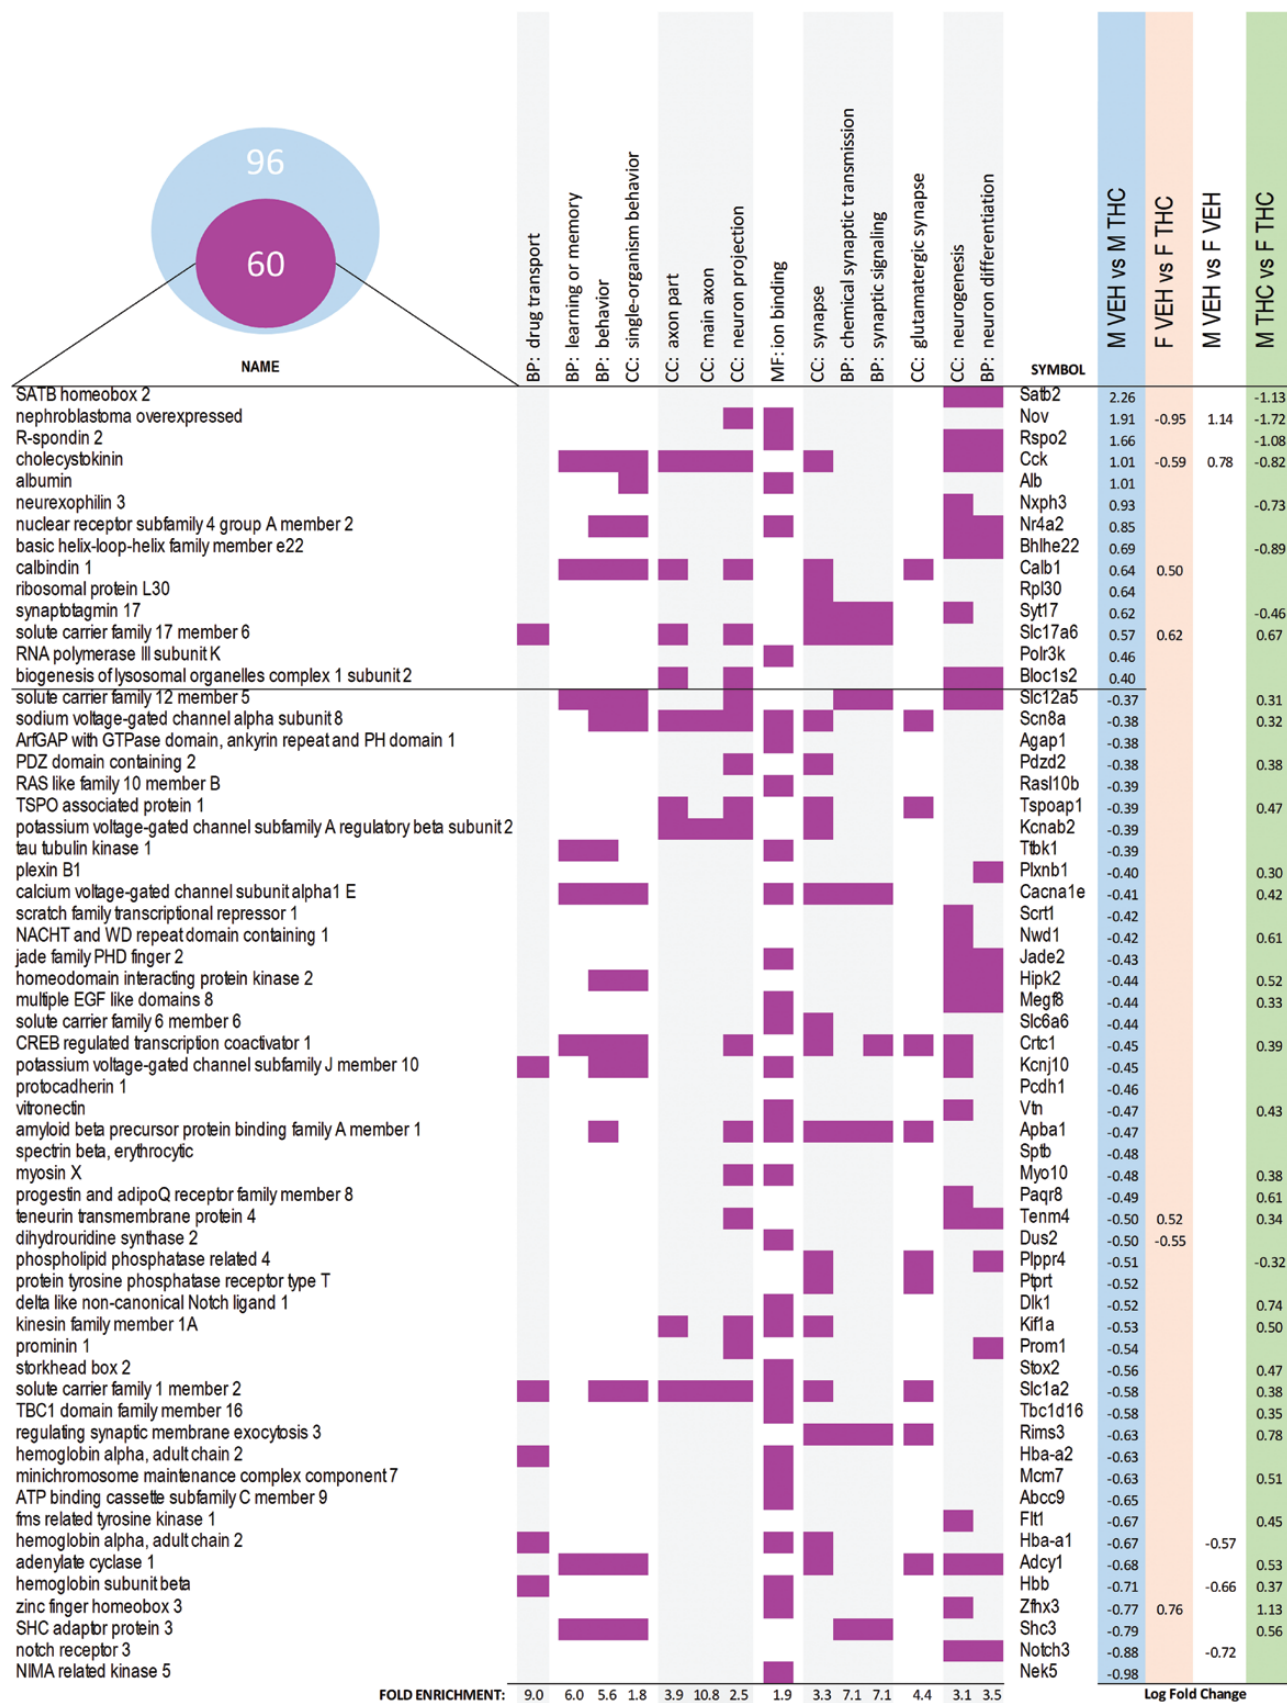 96
60
NAME
BP: drug transport
BP: learning or memory
BP: behavior
CC: single-organism behavior
CC: axon part
CC: main axon
CC: neuron projection
MF: ion binding
CC: synapse
BP: chemical synaptic transmission
BP: synaptic signaling
CC: glutamatergic synapse
CC: neurogenesis
BP: neuron differentiation
SYMBOL
M VEH vs M THC
F VEH vs F THC
M VEH vs F VEH
M THC vs F THC
SATB homeobox 2 Satb2 2.26 -1.13
nephroblastoma overexpressed Nov 1.91 -0.95 1.14 -1.72
R-spondin 2 Rspo2 1.66 -1.08
cholecystokinin Cck 1.01 -0.59 0.78 -0.82
albumin Alb 1.01
neurexophilin 3 Nxph3 0.93 -0.73
nuclear receptor subfamily 4 group A member 2 Nr4a2 0.85
basic helix-loop-helix family member e22 Bhlhe22 0.69 -0.89
calbindin 1 Calb1 0.64 0.50
ribosomal protein L30 Rpl30 0.64
synaptotagmin 17 Syt17 0.62 -0.46
solute carrier family 17 member 6 Slc17a6 0.57 0.62 0.67
RNA polymerase III subunit K Polr3k 0.46
biogenesis of lysosomal organelles complex 1 subunit 2 Bloc1s2 0.40
solute carrier family 12 member 5 Slc12a5 -0.37 0.31
sodium voltage-gated channel alpha subunit 8 Scn8a -0.38 0.32
ArfGAP with GTPase domain, ankyrin repeat and PH domain 1 Agap1 -0.38
PDZ domain containing 2 Pdzd2 -0.38 0.38
RAS like family 10 member B Rasl10b -0.39
TSPO associated protein 1 Tspoap1 -0.39 0.47
potassium voltage-gated channel subfamily A regulatory beta subunit 2 Kcnab2 -0.39
tau tubulin kinase 1 Ttbk1 -0.39
plexin B1 Plxnb1 -0.40 0.30
calcium voltage-gated channel subunit alpha1 E Cacna1e -0.41 0.42
scratch family transcriptional repressor 1 Scrt1 -0.42
NACHT and WD repeat domain containing 1 Nwd1 -0.42 0.61
jade family PHD finger 2 Jade2 -0.43
homeodomain interacting protein kinase 2 Hipk2 -0.44 0.52
multiple EGF like domains 8 Megf8 -0.44 0.33
solute carrier family 6 member 6 Slc6a6 -0.44
CREB regulated transcription coactivator 1 Crtc1 -0.45 0.39
potassium voltage-gated channel subfamily J member 10 Kcnj10 -0.45
protocadherin 1 Pcdh1 -0.46
vitronectin Vtn -0.47 0.43
amyloid beta precursor protein binding family A member 1 Apba1 -0.47
spectrin beta, erythrocytic Sptb -0.48
myosin X Myo10 -0.48 0.38
progestin and adipoQ receptor family member 8 Paqr8 -0.49 0.61
teneurin transmembrane protein 4 Tenm4 -0.50 0.52 0.34
dihydrouridine synthase 2 Dus2 -0.50 -0.55
phospholipid phosphatase related 4 Plppr4 -0.51 -0.32
protein tyrosine phosphatase receptor type T Ptprt -0.52
delta like non-canonical Notch ligand 1 Dlk1 -0.52 0.74
kinesin family member 1A Kif1a -0.53 0.50
prominin 1 Prom1 -0.54
storkhead box 2 Stox2 -0.56 0.47
solute carrier family 1 member 2 Slc1a2 -0.58 0.38
TBC1 domain family member 16 Tbc1d16 -0.58 0.35
regulating synaptic membrane exocytosis 3 Rims3 -0.63 0.78
hemoglobin alpha, adult chain 2 Hba-a2 -0.63
minichromosome maintenance complex component 7 Mcm7 -0.63 0.51
ATP binding cassette subfamily C member 9 Abcc9 -0.65
fms related tyrosine kinase 1 Flt1 -0.67 0.45
hemoglobin alpha, adult chain 2 Hba-a1 -0.67 -0.57
adenylate cyclase 1 Adcy1 -0.68 0.53
hemoglobin subunit beta Hbb -0.71 -0.66 0.37
zinc finger homeobox 3 Zfhx3 -0.77 0.76 1.13
SHC adaptor protein 3 Shc3 -0.79 0.56
notch receptor 3 Notch3 -0.88 -0.72
NIMA related kinase 5 Nek5 -0.98
FOLD ENRICHMENT: 9.0 6.0 5.6 1.8 3.9 10.8 2.5 1.9 3.3 7.1 7.1 4.4 3.1 3.5 Log Fold Change